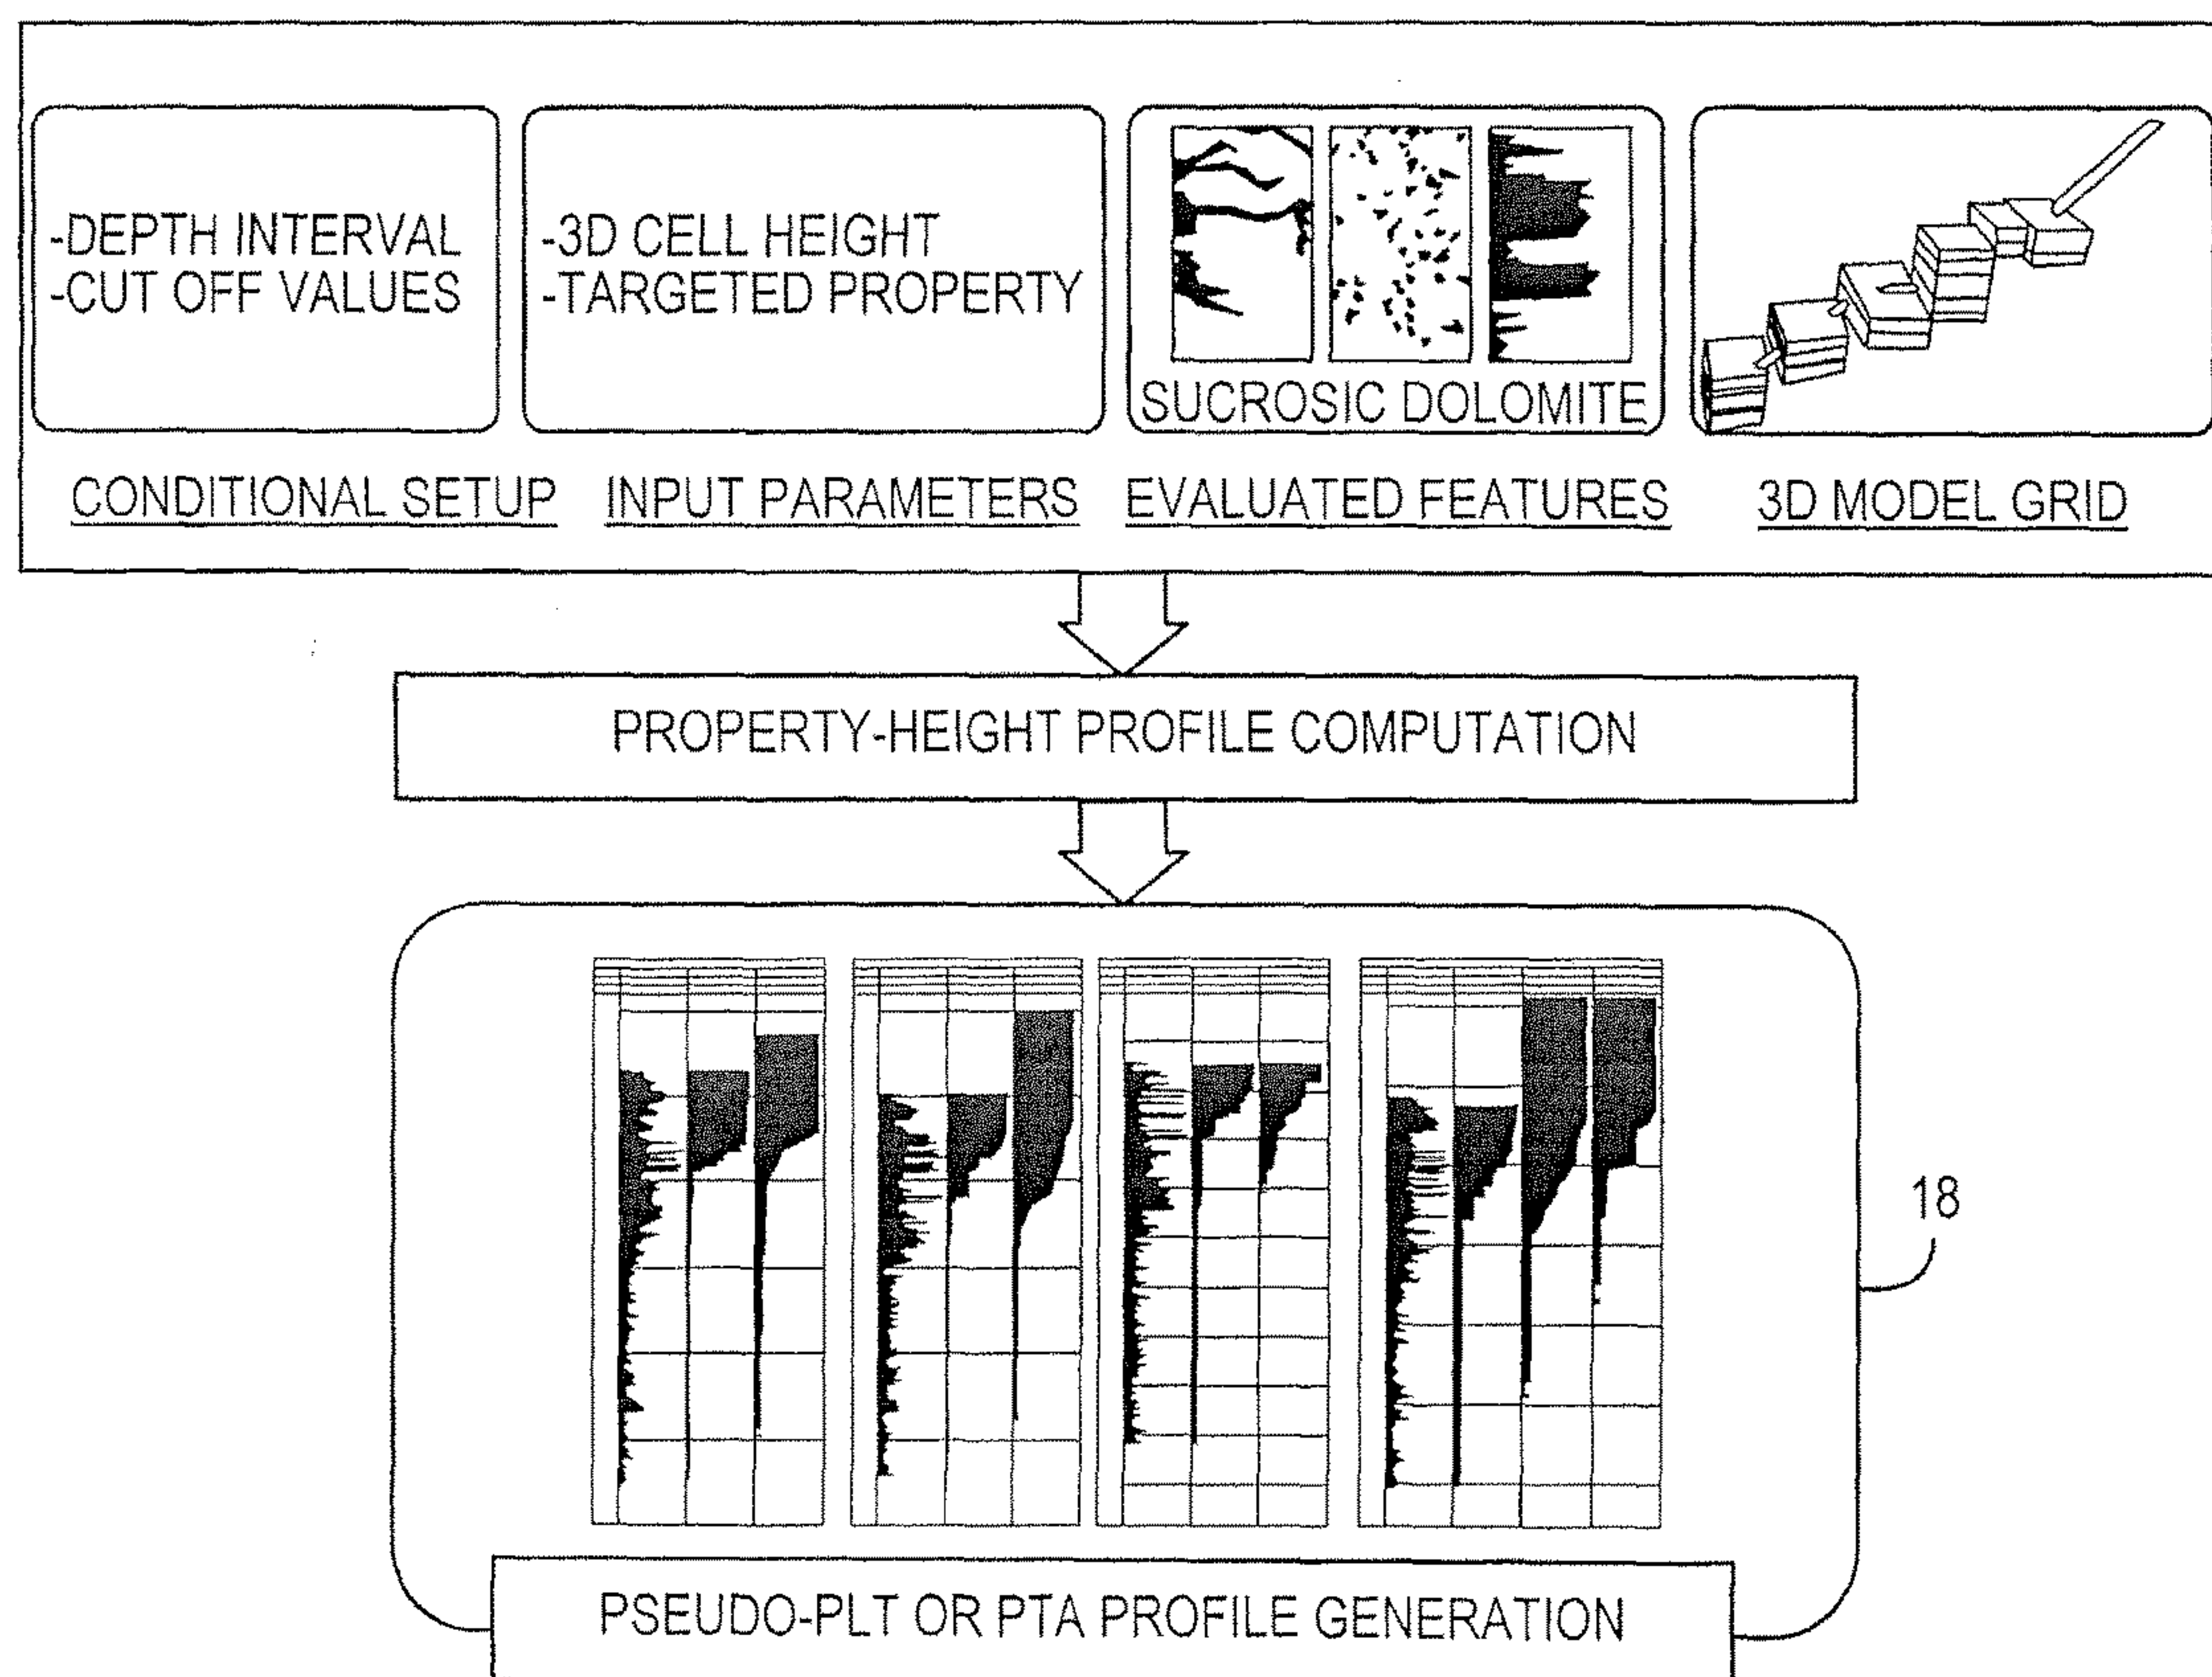 -DEPTH INTERVAL
-CUT OFF VALUES
-3D CELL HEIGHT
-TARGETED PROPERTY
SUCROSIC DOLOMITE
CONDITIONAL SETUP
INPUT PARAMETERS
EVALUATED FEATURES
3D MODEL GRID
PROPERTY-HEIGHT PROFILE COMPUTATION
18
PSEUDO-PLT OR PTA PROFILE GENERATION